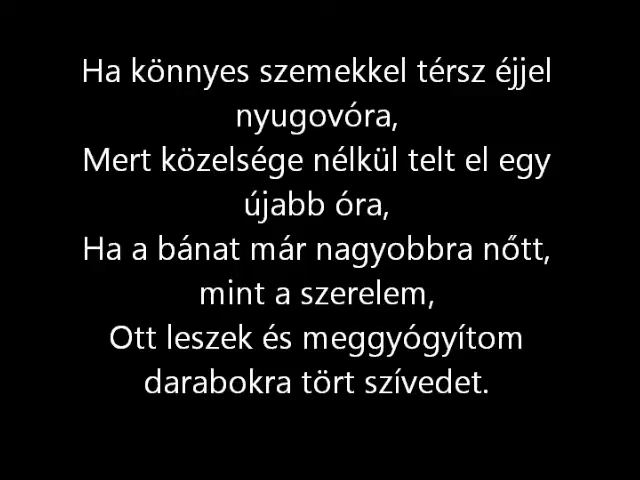 Ha könnyes szemekkel térsz éjjel
nyugovóra,
Mert közelsége nélkül telt el egy
újabb óra,
Ha a bánat már nagyobbra nőtt,
mint a szerelem,
Ott leszek és meggyógyítom
darabokra tört szívedet.